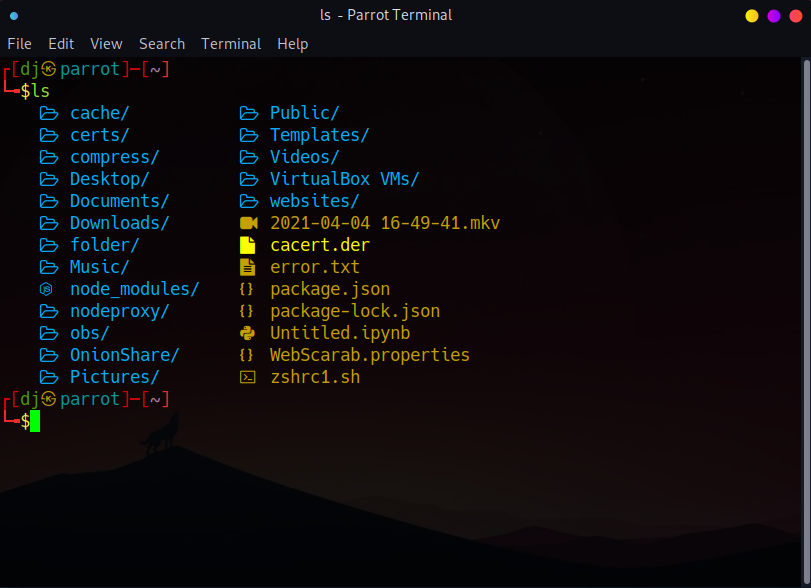 ls - Parrot Terminal
File Edit View Search Terminal Help
┌[dj㉿parrot]─[~]
└╼$ls
cache/ Public/
certs/ Templates/
compress/ Videos/
Desktop/ VirtualBox VMs/
Documents/ websites/
Downloads/ 2021-04-04 16-49-41.mkv
folder/ cacert.der
Music/ error.txt
node_modules/ {} package.json
nodeproxy/ {} package-lock.json
obs/ Untitled.ipynb
OnionShare/ {} WebScarab.properties
Pictures/ zshrc1.sh
┌[dj㉿parrot]─[~]
└╼$